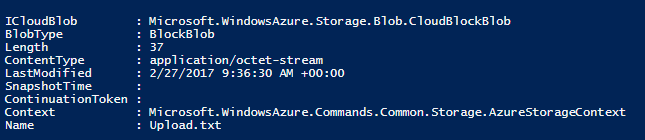 ICloudBlob : Microsoft.WindowsAzure.Storage.Blob.CloudBlockBlob
BlobType : BlockBlob
Length : 37
ContentType : application/octet-stream
LastModified : 2/27/2017 9:36:30 AM +00:00
SnapshotTime :
ContinuationToken :
Context : Microsoft.WindowsAzure.Commands.Common.Storage.AzureStorageContext
Name : Upload.txt